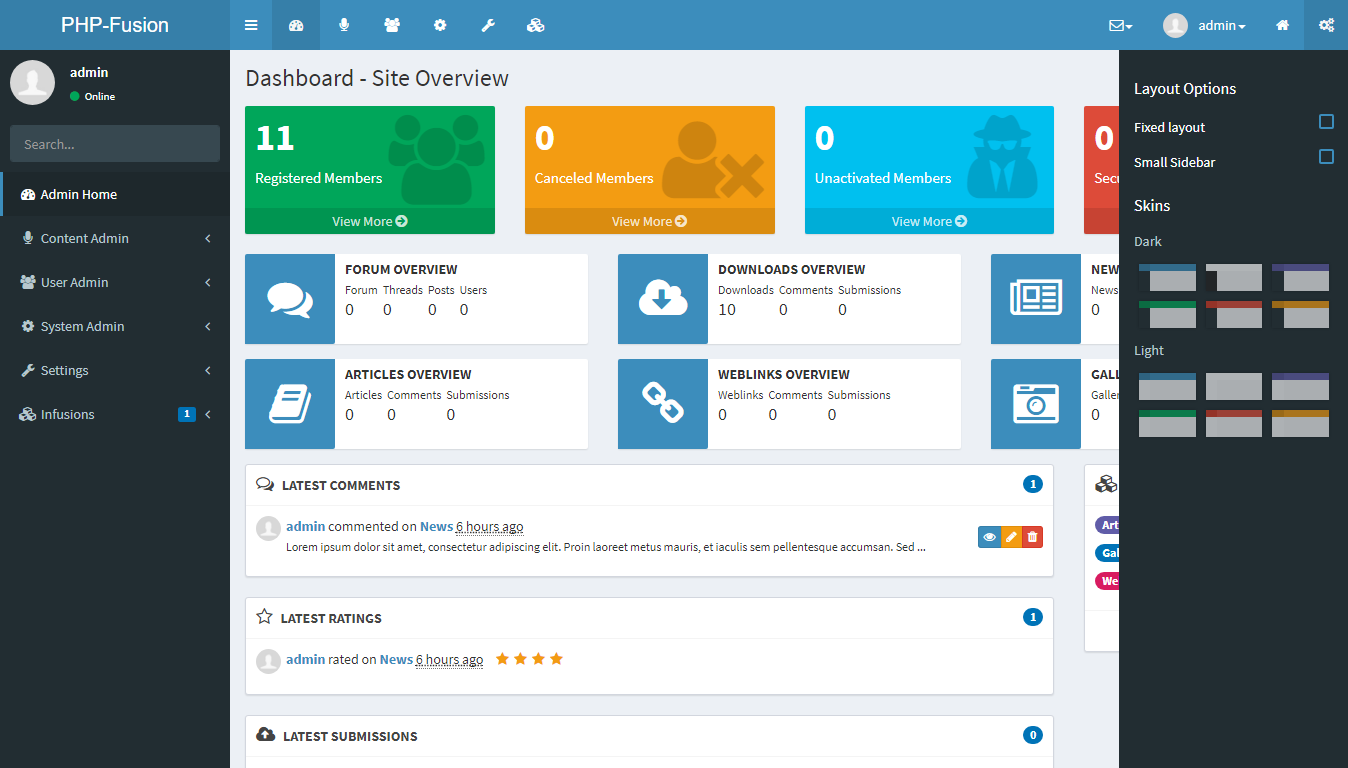 PHP-Fusion
admin
admin
Online
Search...
Admin Home
Content Admin
User Admin
System Admin
Settings
Infusions 1
Dashboard - Site Overview
11
Registered Members
View More
0
Canceled Members
View More
0
Unactivated Members
View More
0
Secu
FORUM OVERVIEW
Forum Threads Posts Users
0 0 0 0
DOWNLOADS OVERVIEW
Downloads Comments Submissions
10 0 0
NEW
News
0
ARTICLES OVERVIEW
Articles Comments Submissions
0 0 0
WEBLINKS OVERVIEW
Weblinks Comments Submissions
0 0 0
GALL
Galler
0
LATEST COMMENTS 1
admin commented on News 6 hours ago
Lorem ipsum dolor sit amet, consectetur adipiscing elit. Proin laoreet metus mauris, et iaculis sem pellentesque accumsan. Sed ...
LATEST RATINGS 1
admin rated on News 6 hours ago
LATEST SUBMISSIONS 0
Art
Gal
We
Layout Options
Fixed layout
Small Sidebar
Skins
Dark
Light